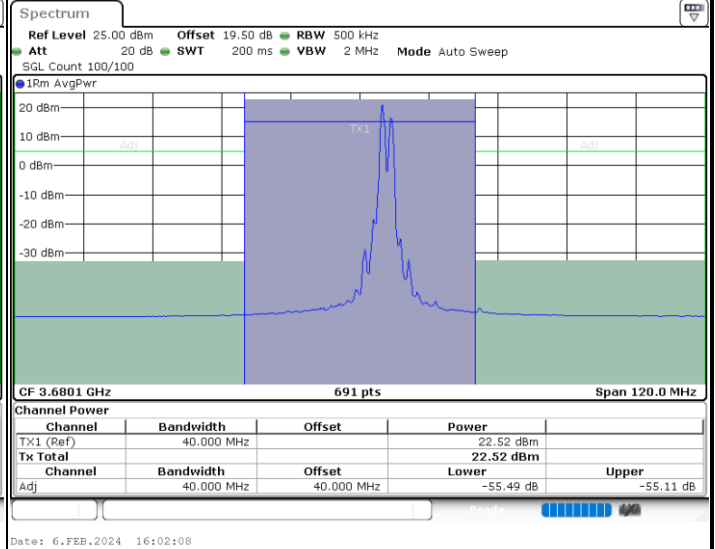 Spectrum
Ref Level 25.00 dBm Offset 19.50 dB RBW 500 kHz
Att 20 dB SWT 200 ms VBW 2 MHz Mode Auto Sweep
SGL Count 100/100
1Rm AvgPwr
20 dBm
TX1
10 dBm
Adj Adj
0 dBm
-10 dBm
-20 dBm
-30 dBm
CF 3.6801 GHz 691 pts Span 120.0 MHz
Channel Power
Channel Bandwidth Offset Power
TX1 (Ref) 40.000 MHz 22.52 dBm
Tx Total 22.52 dBm
Channel Bandwidth Offset Lower Upper
Adj 40.000 MHz 40.000 MHz -55.49 dB -55.11 dB
Ready
Date: 6.FEB.2024 16:02:08